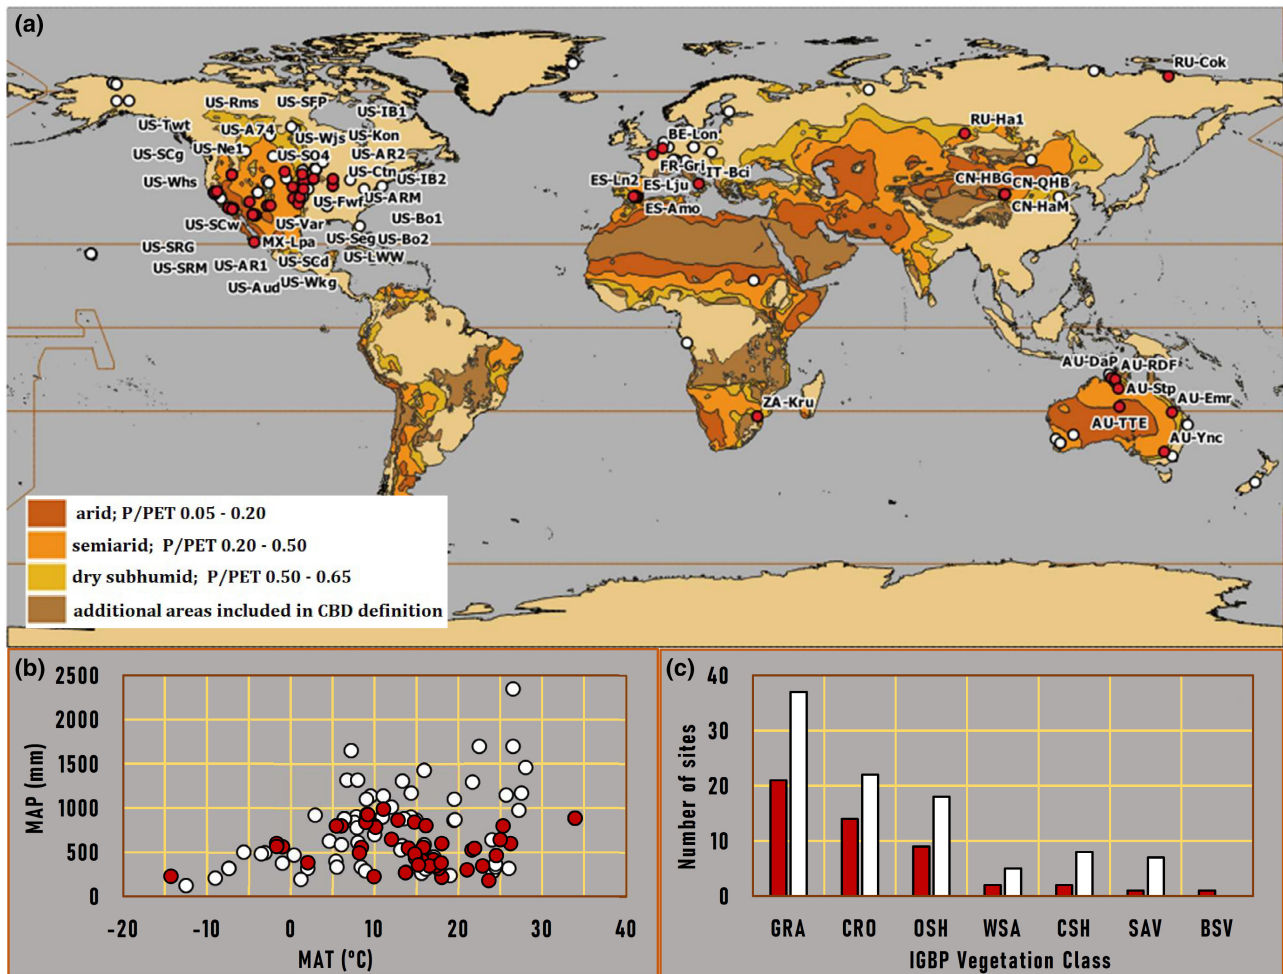 (a)
RU-Cok
US-Rms US-SFP
US-IB1
US-Twt US-A74 US-Wjs US-Kon
BE-Lon
RU-Ha1
US-SCg US-Ne1 US-SO4 US-AR2
FR-Gri IT-Bci
US-Whs US-Ctn US-IB2
ES-Ln2 ES-Lju
CN-HBG CN-QHB
US-Fwf US-ARM
ES-Amo
CN-HaM
US-SCw US-Var US-Bo1
US-SRG MX-Lpa US-Seg US-Bo2
US-SRM US-AR1 US-SCd US-LWW
US-Aud US-Wkg
AU-DaP AU-RDF
AU-Stp
ZA-Kru
AU-Emr
AU-TTE
AU-Ync
arid; P/PET 0.05 - 0.20
semiarid; P/PET 0.20 - 0.50
dry subhumid; P/PET 0.50 - 0.65
additional areas included in CBD definition
(b)
MAP (mm)
2500
2000
1500
1000
500
0
-20 -10 0 10 20 30 40
MAT (°C)
(c)
Number of sites
40
30
20
10
0
GRA CRO OSH WSA CSH SAV BSV
IGBP Vegetation Class